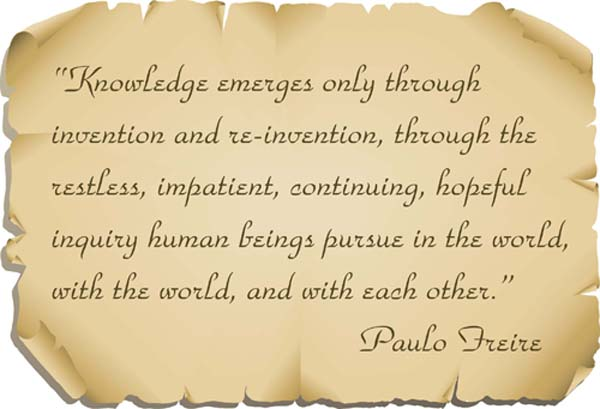 "Knowledge emerges only through
invention and re-invention, through the
restless, impatient, continuing, hopeful
inquiry human beings pursue in the world,
with the world, and with each other."
Paulo Freire